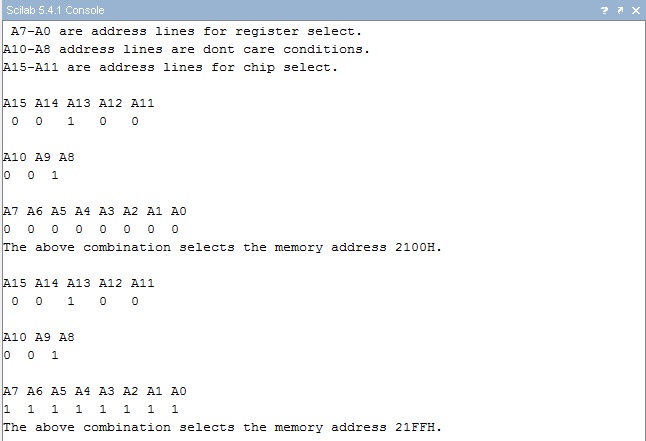 Scilab 5.4.1 Console
? ↗ ✕
A7-A0 are address lines for register select.
A10-A8 address lines are dont care conditions.
A15-A11 are address lines for chip select.
A15 A14 A13 A12 A11
0 0 1 0 0
A10 A9 A8
0 0 1
A7 A6 A5 A4 A3 A2 A1 A0
0 0 0 0 0 0 0 0
The above combination selects the memory address 2100H.
A15 A14 A13 A12 A11
0 0 1 0 0
A10 A9 A8
0 0 1
A7 A6 A5 A4 A3 A2 A1 A0
1 1 1 1 1 1 1 1
The above combination selects the memory address 21FFH.